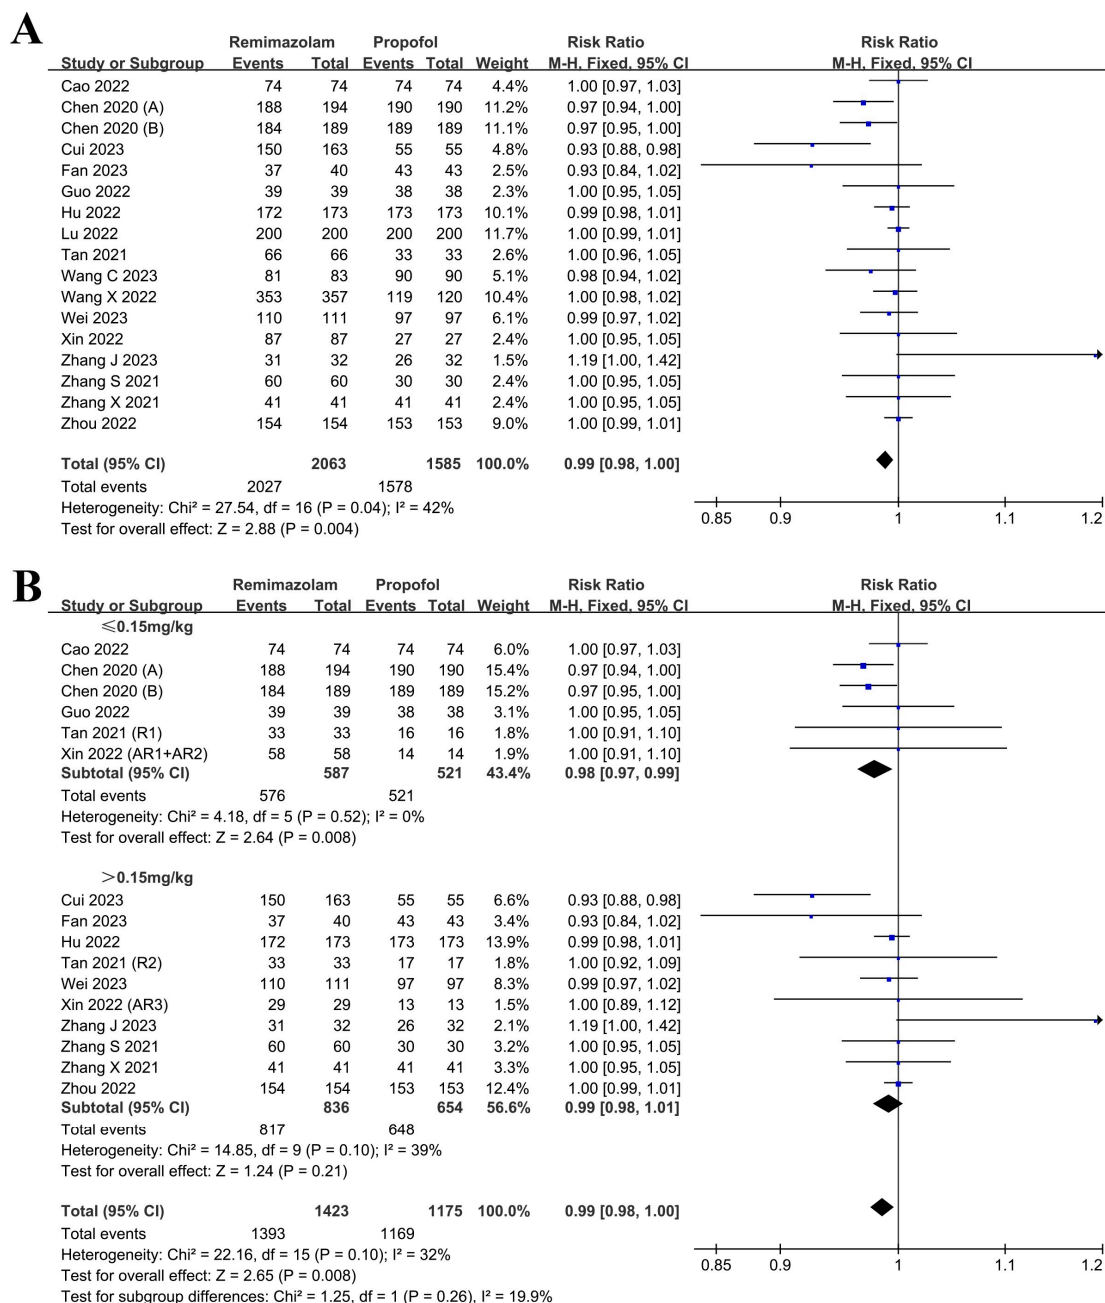 A
Remimazolam Propofol Risk Ratio Risk Ratio
Study or Subgroup Events Total Events Total Weight M-H, Fixed, 95% CI M-H, Fixed, 95% CI
Cao 2022 74 74 74 74 4.4% 1.00 [0.97, 1.03]
Chen 2020 (A) 188 194 190 190 11.2% 0.97 [0.94, 1.00]
Chen 2020 (B) 184 189 189 189 11.1% 0.97 [0.95, 1.00]
Cui 2023 150 163 55 55 4.8% 0.93 [0.88, 0.98]
Fan 2023 37 40 43 43 2.5% 0.93 [0.84, 1.02]
Guo 2022 39 39 38 38 2.3% 1.00 [0.95, 1.05]
Hu 2022 172 173 173 173 10.1% 0.99 [0.98, 1.01]
Lu 2022 200 200 200 200 11.7% 1.00 [0.99, 1.01]
Tan 2021 66 66 33 33 2.6% 1.00 [0.96, 1.05]
Wang C 2023 81 83 90 90 5.1% 0.98 [0.94, 1.02]
Wang X 2022 353 357 119 120 10.4% 1.00 [0.98, 1.02]
Wei 2023 110 111 97 97 6.1% 0.99 [0.97, 1.02]
Xin 2022 87 87 27 27 2.4% 1.00 [0.95, 1.05]
Zhang J 2023 31 32 26 32 1.5% 1.19 [1.00, 1.42]
Zhang S 2021 60 60 30 30 2.4% 1.00 [0.95, 1.05]
Zhang X 2021 41 41 41 41 2.4% 1.00 [0.95, 1.05]
Zhou 2022 154 154 153 153 9.0% 1.00 [0.99, 1.01]
Total (95% CI) 2063 1585 100.0% 0.99 [0.98, 1.00]
Total events 2027 1578
Heterogeneity: Chi² = 27.54, df = 16 (P = 0.04); I² = 42%
Test for overall effect: Z = 2.88 (P = 0.004)
0.85 0.9 1 1.1 1.2
B
Remimazolam Propofol Risk Ratio Risk Ratio
Study or Subgroup Events Total Events Total Weight M-H, Fixed, 95% CI M-H, Fixed, 95% CI
≤0.15mg/kg
Cao 2022 74 74 74 74 6.0% 1.00 [0.97, 1.03]
Chen 2020 (A) 188 194 190 190 15.4% 0.97 [0.94, 1.00]
Chen 2020 (B) 184 189 189 189 15.2% 0.97 [0.95, 1.00]
Guo 2022 39 39 38 38 3.1% 1.00 [0.95, 1.05]
Tan 2021 (R1) 33 33 16 16 1.8% 1.00 [0.91, 1.10]
Xin 2022 (AR1+AR2) 58 58 14 14 1.9% 1.00 [0.91, 1.10]
Subtotal (95% CI) 587 521 43.4% 0.98 [0.97, 0.99]
Total events 576 521
Heterogeneity: Chi² = 4.18, df = 5 (P = 0.52); I² = 0%
Test for overall effect: Z = 2.64 (P = 0.008)
>0.15mg/kg
Cui 2023 150 163 55 55 6.6% 0.93 [0.88, 0.98]
Fan 2023 37 40 43 43 3.4% 0.93 [0.84, 1.02]
Hu 2022 172 173 173 173 13.9% 0.99 [0.98, 1.01]
Tan 2021 (R2) 33 33 17 17 1.8% 1.00 [0.92, 1.09]
Wei 2023 110 111 97 97 8.3% 0.99 [0.97, 1.02]
Xin 2022 (AR3) 29 29 13 13 1.5% 1.00 [0.89, 1.12]
Zhang J 2023 31 32 26 32 2.1% 1.19 [1.00, 1.42]
Zhang S 2021 60 60 30 30 3.2% 1.00 [0.95, 1.05]
Zhang X 2021 41 41 41 41 3.3% 1.00 [0.95, 1.05]
Zhou 2022 154 154 153 153 12.4% 1.00 [0.99, 1.01]
Subtotal (95% CI) 836 654 56.6% 0.99 [0.98, 1.01]
Total events 817 648
Heterogeneity: Chi² = 14.85, df = 9 (P = 0.10); I² = 39%
Test for overall effect: Z = 1.24 (P = 0.21)
Total (95% CI) 1423 1175 100.0% 0.99 [0.98, 1.00]
Total events 1393 1169
Heterogeneity: Chi² = 22.16, df = 15 (P = 0.10); I² = 32%
Test for overall effect: Z = 2.65 (P = 0.008)
Test for subgroup differences: Chi² = 1.25, df = 1 (P = 0.26), I² = 19.9%
0.85 0.9 1 1.1 1.2